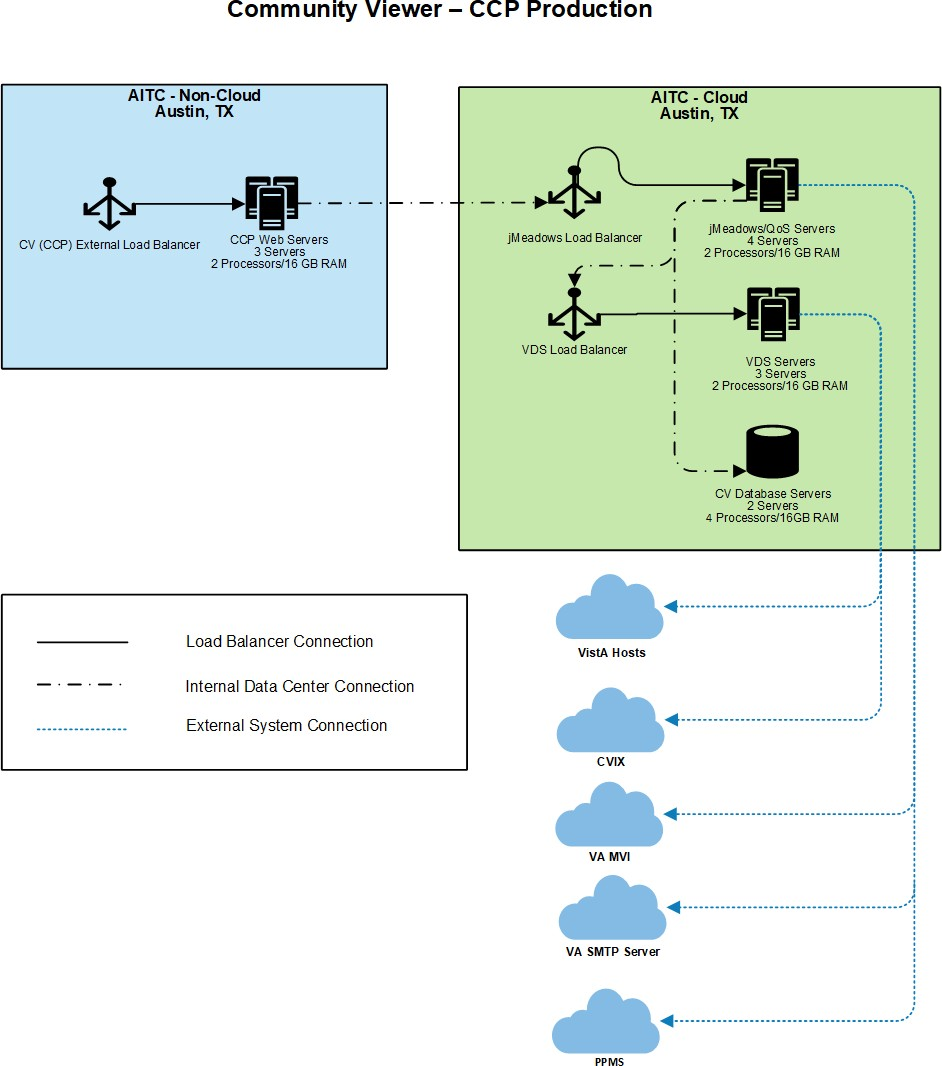 Community Viewer – CCP Production
AITC - Non-Cloud
Austin, TX
CV (CCP) External Load Balancer
CCP Web Servers
3 Servers
2 Processors/16 GB RAM
AITC - Cloud
Austin, TX
jMeadows Load Balancer
jMeadows/QoS Servers
4 Servers
2 Processors/16 GB RAM
VDS Load Balancer
VDS Servers
3 Servers
2 Processors/16 GB RAM
CV Database Servers
2 Servers
4 Processors/16GB RAM
Load Balancer Connection
Internal Data Center Connection
External System Connection
VistA Hosts
CVIX
VA MVI
VA SMTP Server
PPMS